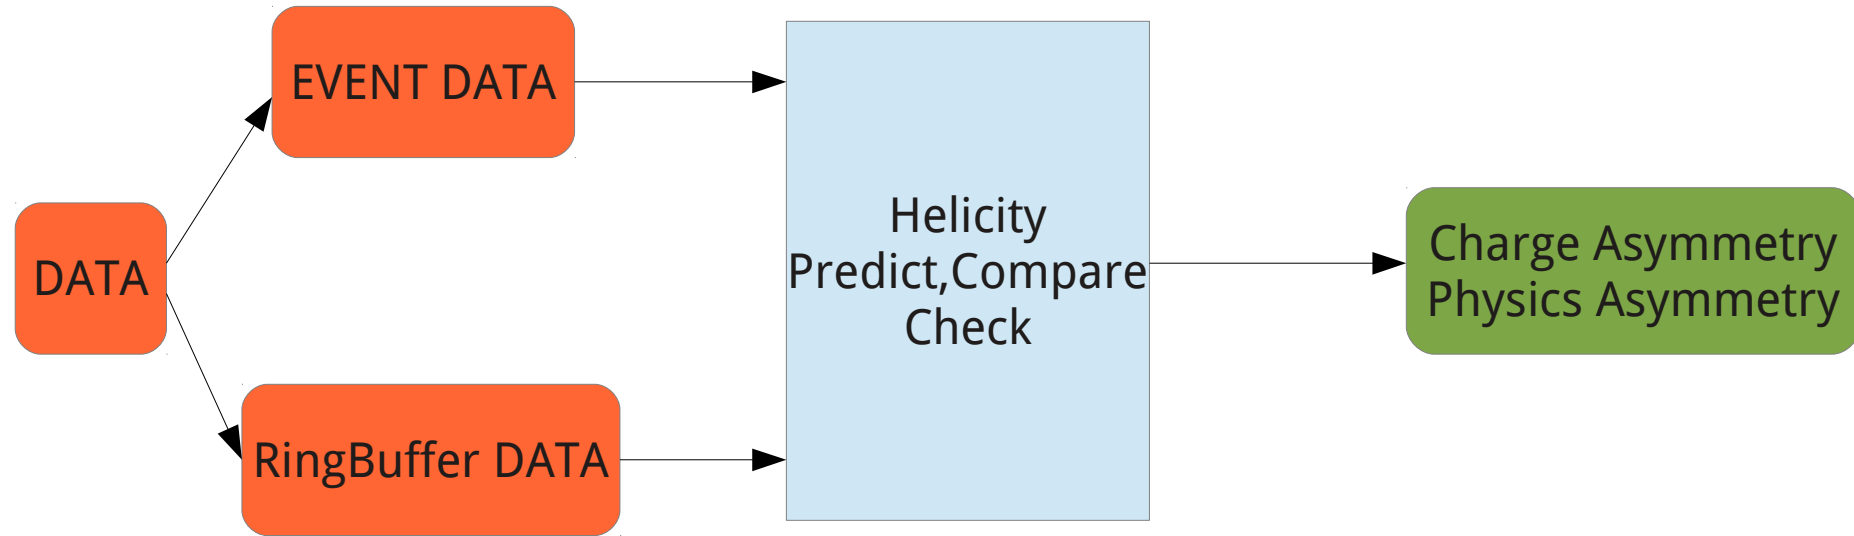 EVENT DATA
DATA
RingBuffer DATA
Helicity
Predict,Compare
Check
Charge Asymmetry
Physics Asymmetry